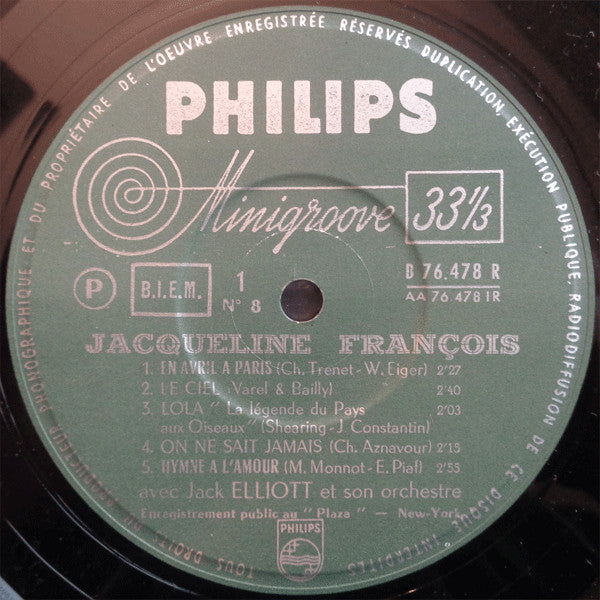 TOUS DROITS DU PRODUCTEUR PHONOGRAPHIQUE ET DU PROPRIÉTAIRE DE L'OEUVRE ENREGISTRÉE RÉSERVÉS DUPLICATION, EXÉCUTION PUBLIQUE, RADIODIFFUSION DE CE DISQUE INTERDITES
PHILIPS
Minigroove 33⅓
P B.I.E.M. 1 D 76.478 R
N° 8 AA 76 478 1R
JACQUELINE FRANÇOIS
1. EN AVRIL A PARIS (Ch. Trenet - W. Eiger) 2'27
2. LE CIEL (Varel & Bailly) 2'40
3. LOLA " La légende du Pays 2'03
aux Oiseaux" (Shearing - J. Constantin)
4. ON NE SAIT JAMAIS (Ch. Aznavour) 2'15
5. HYMNE A L'AMOUR (M. Monnot - E. Piaf) 2'55
avec Jack ELLIOTT et son orchestre
Enregistrement public au " Plaza " — New-York
PHILIPS